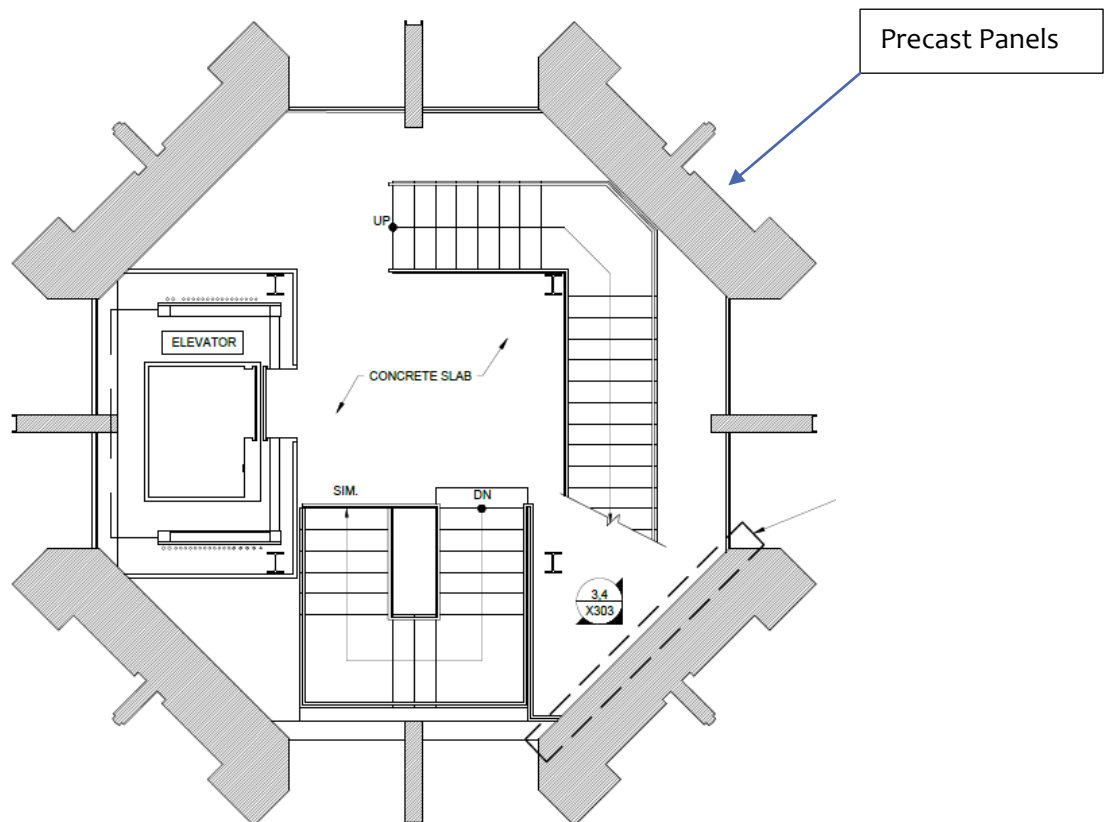 Precast Panels
UP
ELEVATOR
CONCRETE SLAB
SIM.
DN
3,4
X303